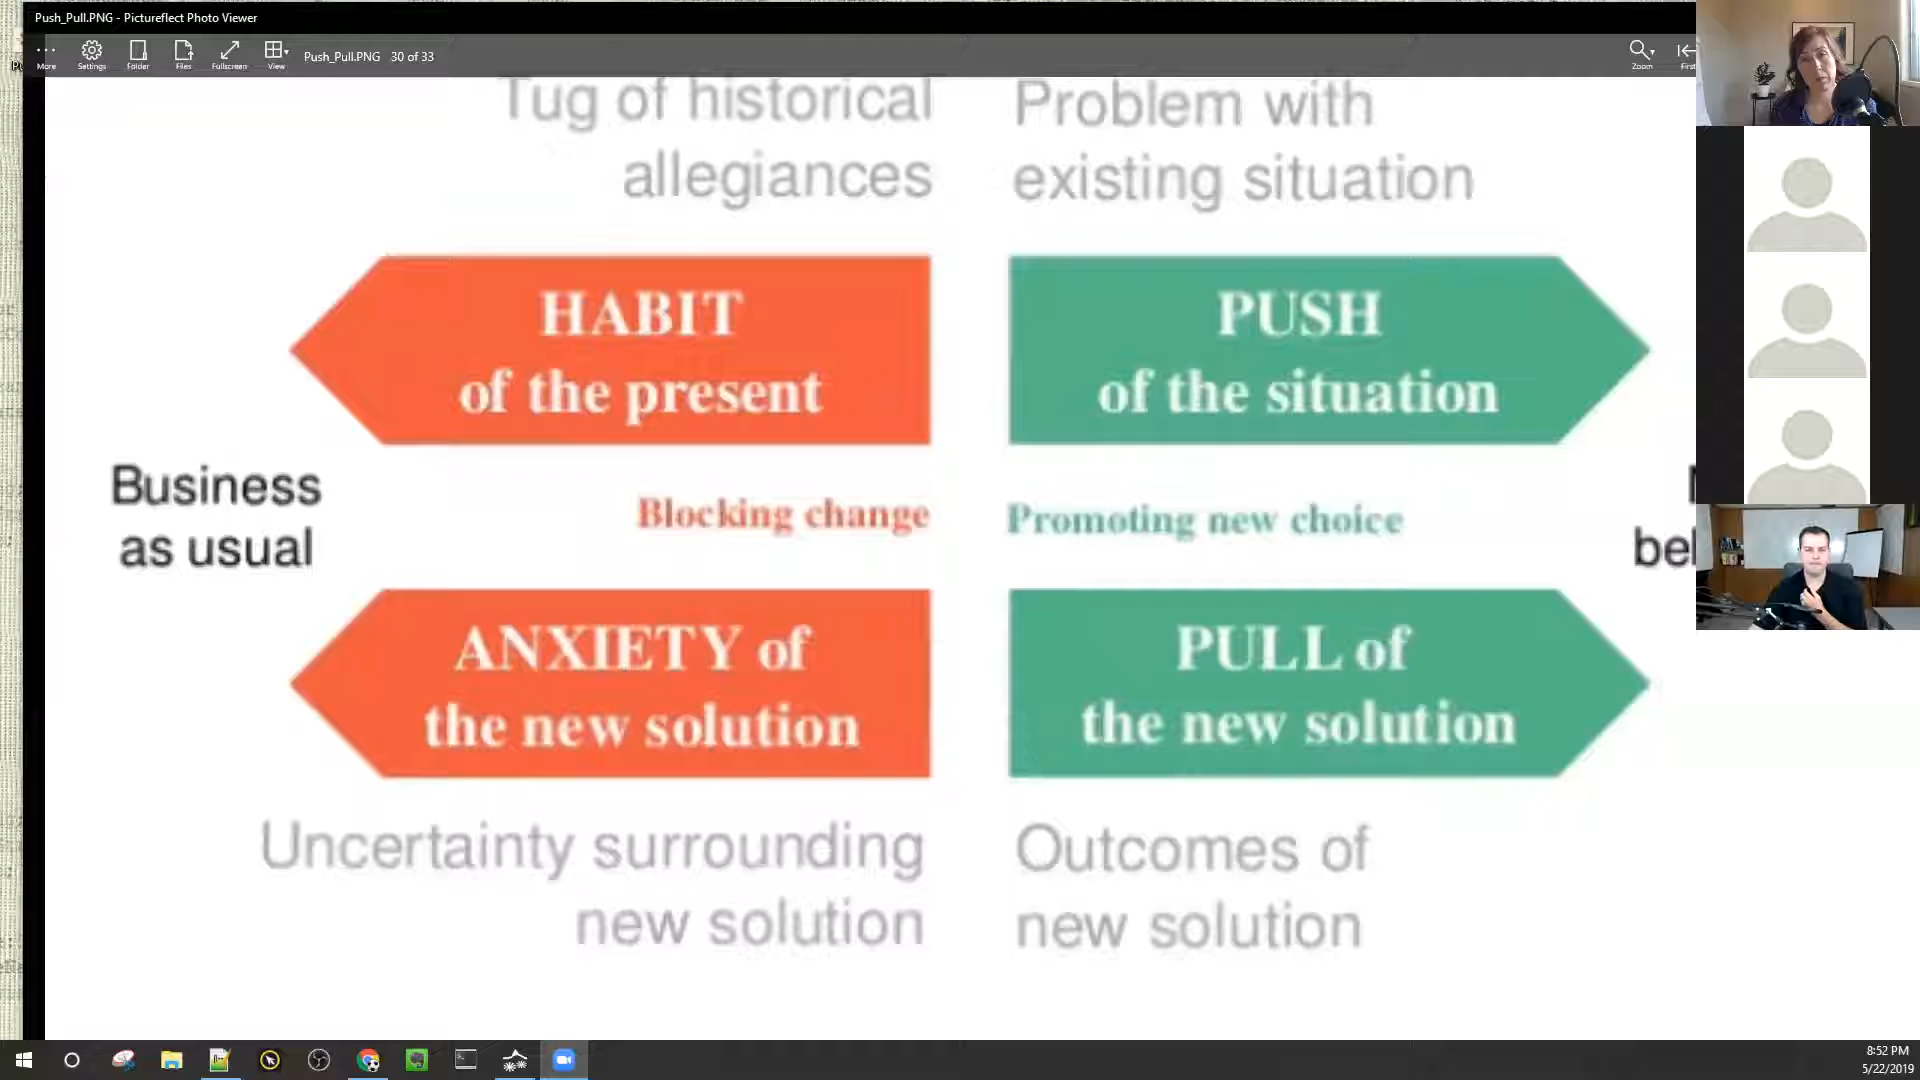 Push_Pull.PNG - Pictureflect Photo Viewer
More
Settings
Folder
Files
Fullscreen
View
Push_Pull.PNG 30 of 33
Zoom
First
Tug of historical
allegiances
Problem with
existing situation
HABIT
of the present
PUSH
of the situation
Business
as usual
Blocking change
Promoting new choice
ANXIETY of
the new solution
PULL of
the new solution
Uncertainty surrounding
new solution
Outcomes of
new solution
8:52 PM
5/22/2019